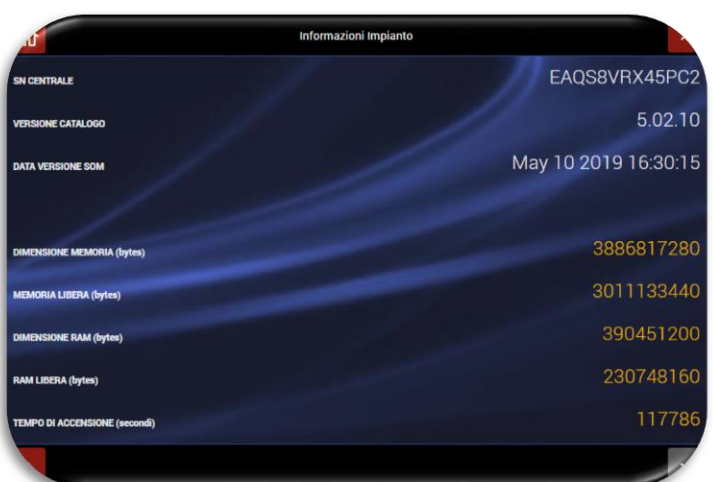 Informazioni Impianto
SN CENTRALE EAQS8VRX45PC2
VERSIONE CATALOGO 5.02.10
DATA VERSIONE SOM May 10 2019 16:30:15
DIMENSIONE MEMORIA (bytes) 3886817280
MEMORIA LIBERA (bytes) 3011133440
DIMENSIONE RAM (bytes) 390451200
RAM LIBERA (bytes) 230748160
TEMPO DI ACCENSIONE (secondi) 117786